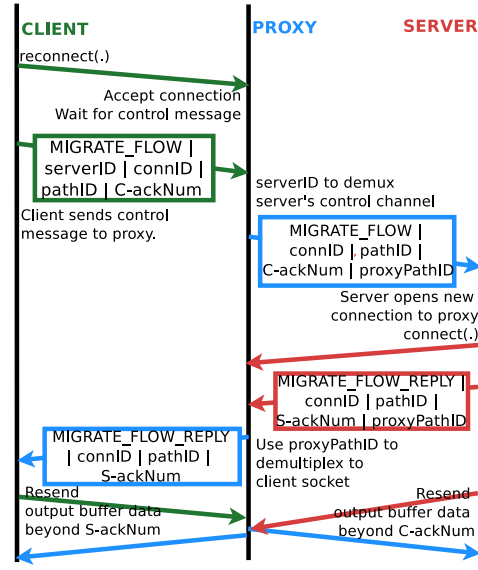 CLIENT
PROXY
SERVER
reconnect(.)
Accept connection
Wait for control message
MIGRATE_FLOW |
serverID | connID |
pathID | C-ackNum
Client sends control
message to proxy.
serverID to demux
server's control channel
MIGRATE_FLOW |
connID | pathID |
C-ackNum | proxyPathID
Server opens new
connection to proxy
connect(.)
MIGRATE_FLOW_REPLY |
connID | pathID |
S-ackNum | proxyPathID
MIGRATE_FLOW_REPLY
| connID | pathID |
S-ackNum
Use proxyPathID to
demultiplex to
client socket
Resend
output buffer data
beyond S-ackNum
Resend
output buffer data
beyond C-ackNum